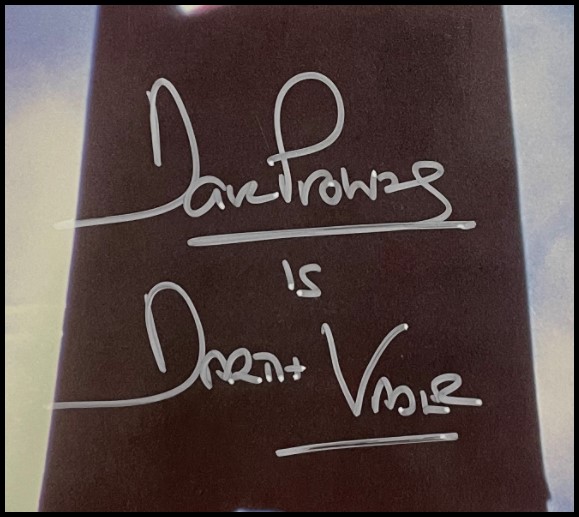 Dave Prowse
is
Darth Vader